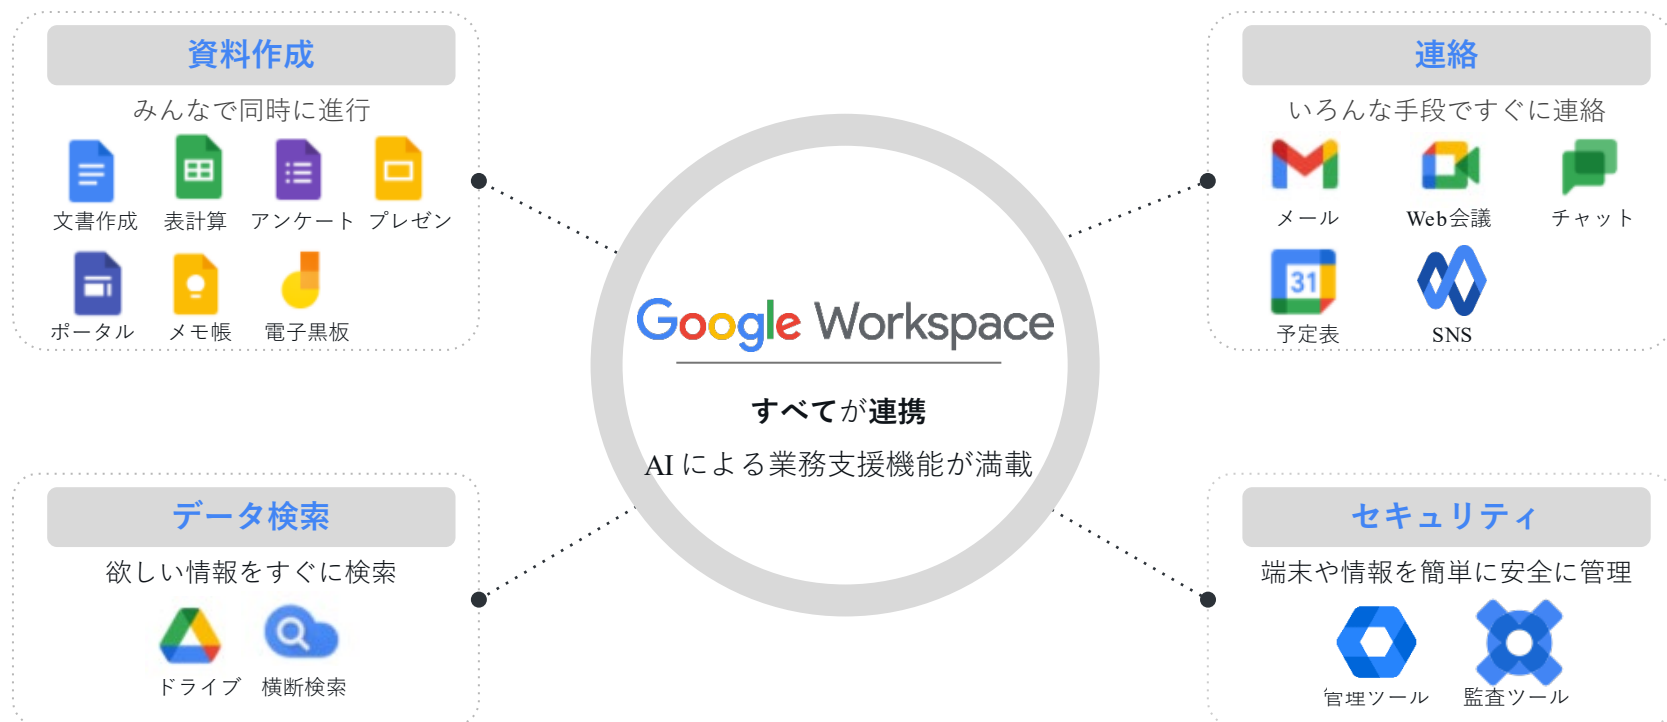 資料作成
みんなで同時に進行
文書作成 表計算 アンケート プレゼン
ポータル メモ帳 電子黒板
連絡
いろんな手段ですぐに連絡
メール Web会議 チャット
31
予定表 SNS
Google Workspace
すべてが連携
AIによる業務支援機能が満載
データ検索
欲しい情報をすぐに検索
ドライブ 横断検索
セキュリティ
端末や情報を簡単に安全に管理
管理ツール 監査ツール